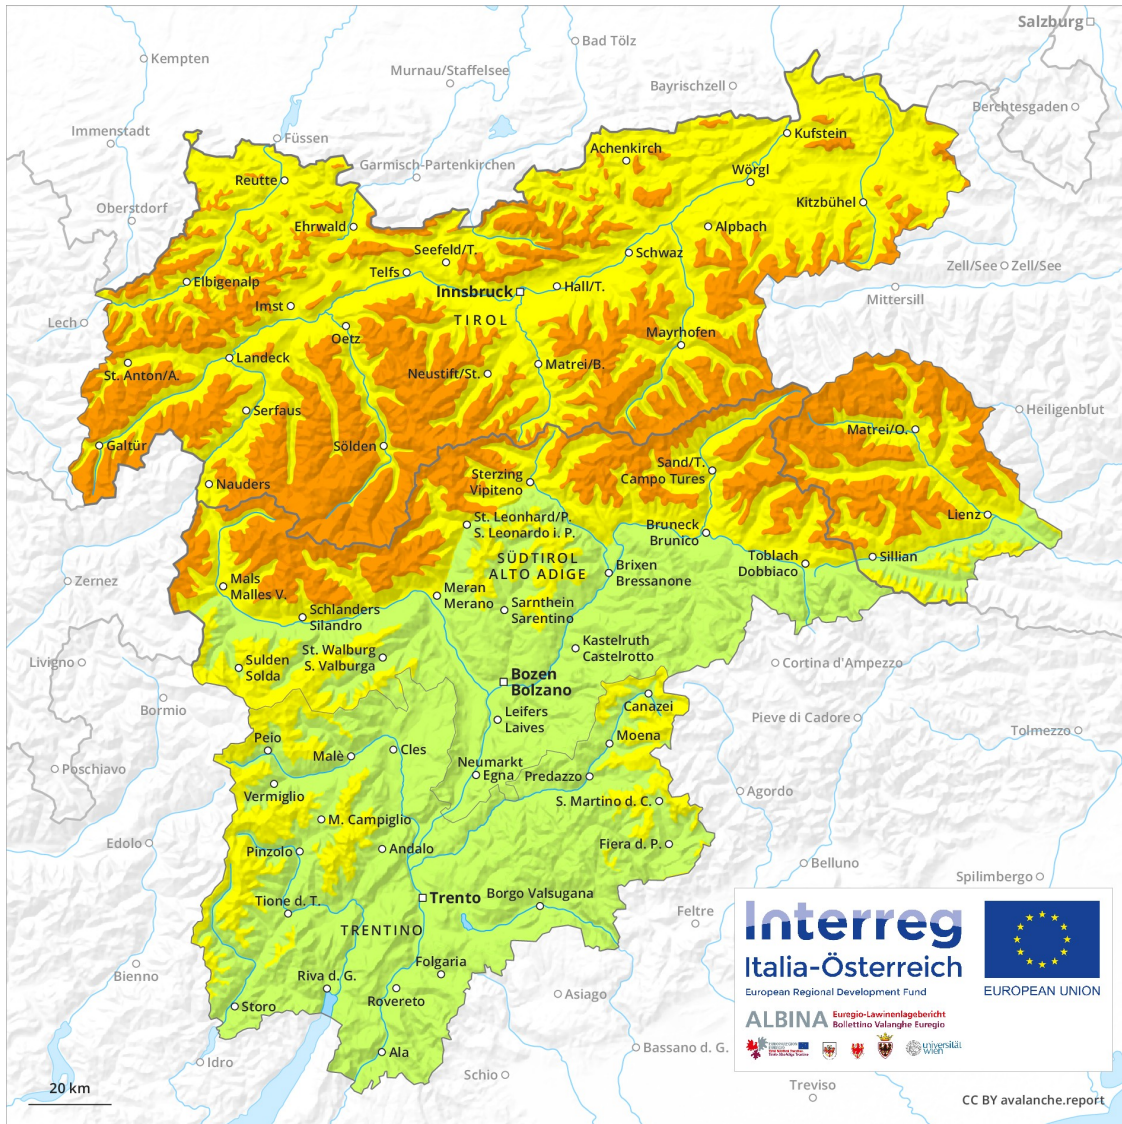 Salzburg
Bad Tölz
Kempten
Murnau/Staffelsee
Bayrischzell
Berchtesgaden
Immenstadt
Füssen
Kufstein
Achenkirch
Garmisch-Partenkirchen
Wörgl
Reutte
Oberstdorf
Kitzbühel
Ehrwald
Alpbach
Seefeld/T.
Schwaz
Telfs
Zell/See
Zell/See
Elbigenalp
Innsbruck
Hall/T.
Mittersill
Imst
TIROL
Lech
Oetz
Mayrhofen
Landeck
Matrei/B.
St. Anton/A.
Neustift/St.
Serfaus
Heiligenblut
Matrei/O.
Galtür
Sölden
Sand/T.
Campo Tures
Sterzing
Vipiteno
Nauders
St. Leonhard/P.
S. Leonardo i. P.
Lienz
Bruneck
Brunico
SÜDTIROL
ALTO ADIGE
Toblach
Dobbiaco
Sillian
Brixen
Bressanone
Zernez
Mals
Malles V.
Meran
Merano
Sarnthein
Sarentino
Schlanders
Silandro
Kastelruth
Castelrotto
St. Walburg
S. Valburga
Livigno
Sulden
Solda
Cortina d'Ampezzo
Bozen
Bolzano
Canazei
Bormio
Leifers
Laives
Pieve di Cadore
Tolmezzo
Peio
Moena
Malè
Cles
Neumarkt
Egna
Predazzo
Poschiavo
Vermiglio
Agordo
S. Martino d. C.
M. Campiglio
Edolo
Pinzolo
Andalo
Fiera d. P.
Belluno
Spilimbergo
Trento
Borgo Valsugana
Tione d. T.
Feltre
TRENTINO
Interreg
Italia-Österreich
European Regional Development Fund
EUROPEAN UNION
Folgaria
Bienno
Riva d. G.
Rovereto
Asiago
Storo
ALBINA
Euregio-Lawinenlagebericht
Bollettino Valanghe Euregio
universität
wien
Bassano d. G.
Ala
Idro
Schio
Treviso
20 km
CC BY avalanche.report